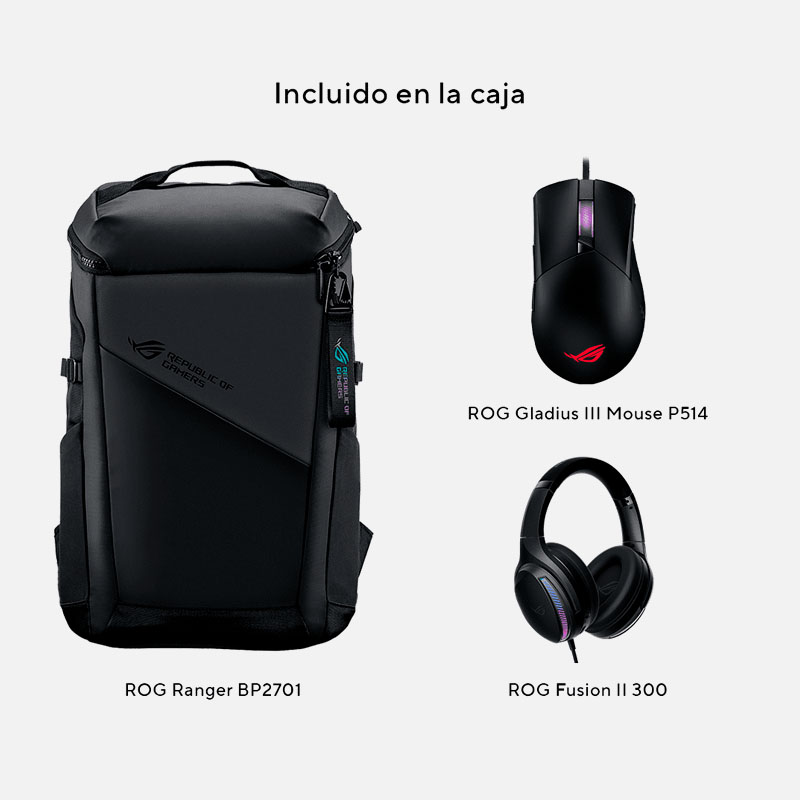 Incluido en la caja
REPUBLIC OF
GAMERS
REPUBLIC OF
GAMERS
ROG Ranger BP2701
ROG Gladius III Mouse P514
ROG Fusion II 300